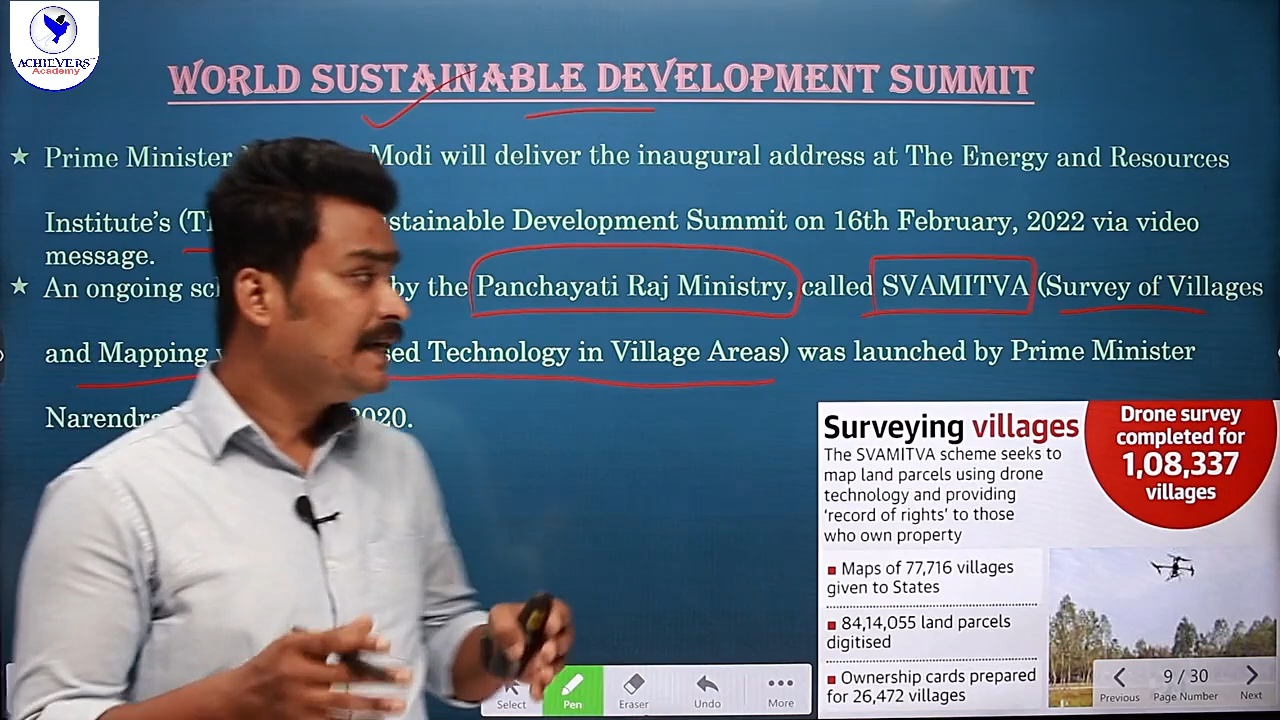 ACHIEVERS
Academy
WORLD SUSTAINABLE DEVELOPMENT SUMMIT
Prime Minister Modi will deliver the inaugural address at The Energy and Resources
Institute's Development Summit on 16th February, 2022 via video
message.
An ongoing by the Panchayati Raj Ministry, called SVAMITVA (Survey of Villages
and Mapping Technology in Village Areas) was launched by Prime Minister
Narendra 2020.
Surveying villages
The SVAMITVA scheme seeks to
map land parcels using drone
technology and providing
'record of rights' to those
who own property
Drone survey
completed for
1,08,337
villages
Maps of 77,716 villages
given to States
84,14,055 land parcels
digitised
Ownership cards prepared
for 26,472 villages
Select Pen Eraser Undo More
9 / 30
Previous Page Number Next